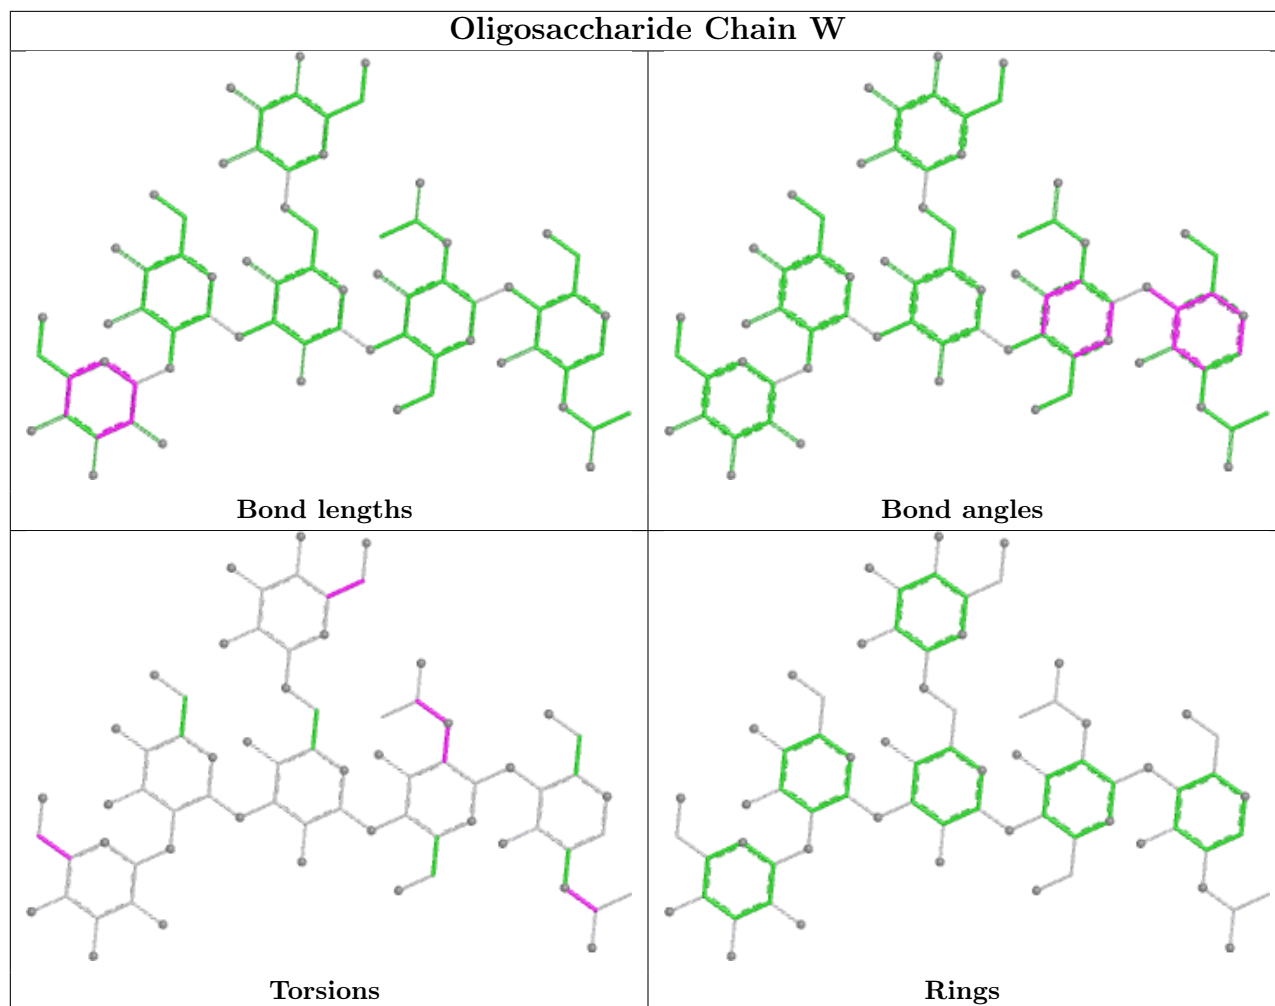 Oligosaccharide Chain W
Bond lengths
Bond angles
Torsions
Rings